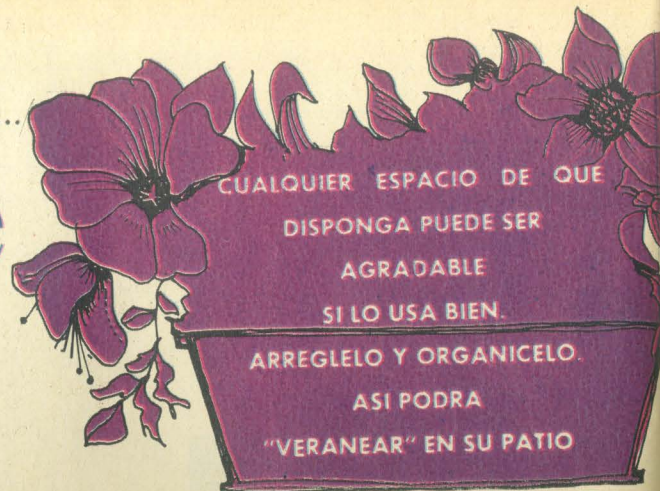 CUALQUIER ESPACIO DE QUE
DISPONGA PUEDE SER
AGRADABLE
SI LO USA BIEN.
ARREGLELO Y ORGANICELO.
ASI PODRA
"VERANEAR" EN SU PATIO